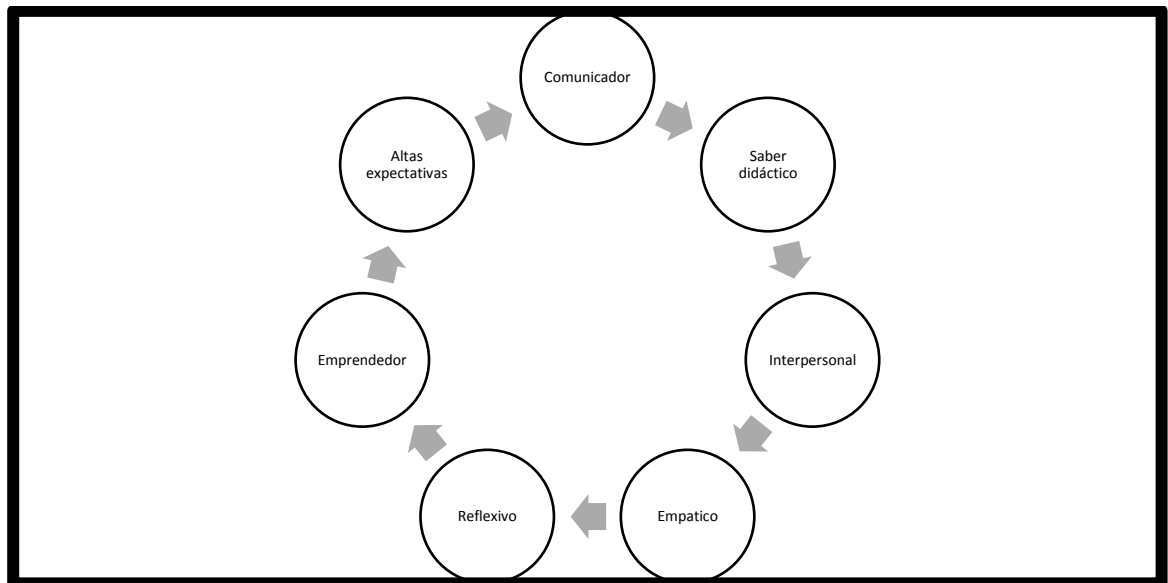 Comunicador
Saber
didáctico
Interpersonal
Empatico
Reflexivo
Emprendedor
Altas
expectativas